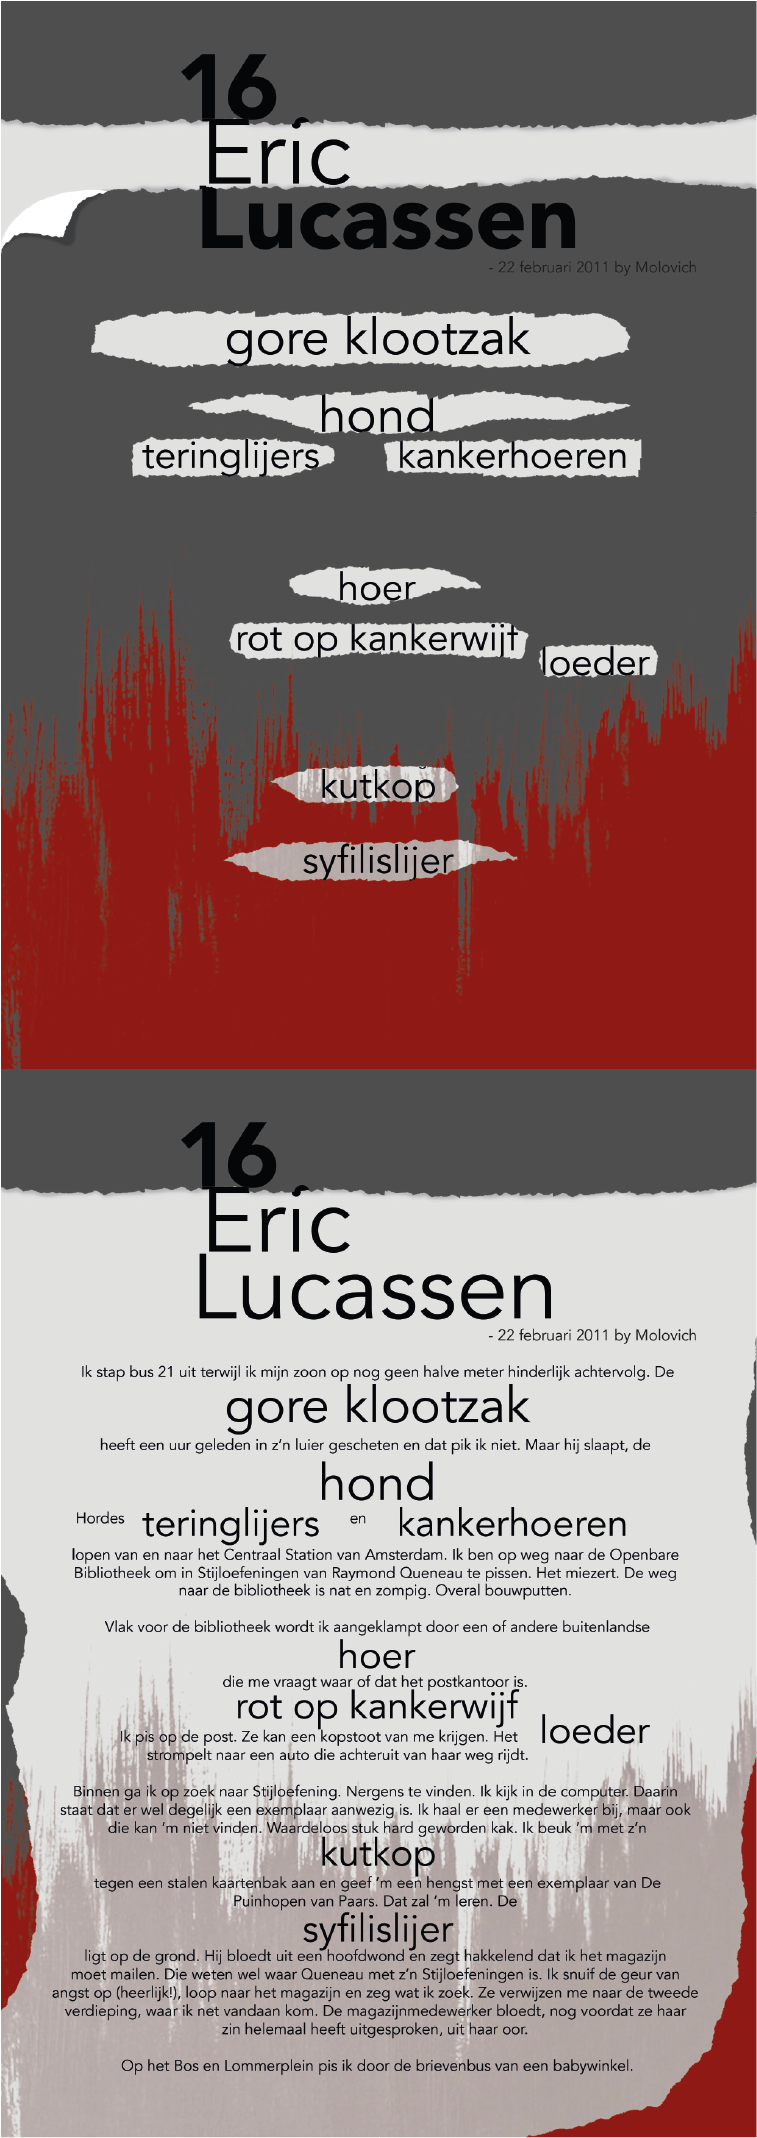 16
Eric
Lucassen
- 22 februari 2011 by Molovich
gore klootzak
hond
teringlijers kankerhoeren
hoer
rot op kankerwijf
loeder
kutkop
syfilislijer
16
Eric
Lucassen
- 22 februari 2011 by Molovich
Ik stap bus 21 uit terwijl ik mijn zoon op nog geen halve meter hinderlijk achtervolg. De
gore klootzak
heeft een uur geleden in z’n luier gescheten en dat pik ik niet. Maar hij slaapt, de
hond
Hordes teringlijers en kankerhoeren
lopen van en naar het Centraal Station van Amsterdam. Ik ben op weg naar de Openbare
Bibliotheek om in Stijloefeningen van Raymond Queneau te pissen. Het miezert. De weg
naar de bibliotheek is nat en zompig. Overal bouwputten.
Vlak voor de bibliotheek wordt ik aangeklampt door een of andere buitenlandse
hoer
die me vraagt waar of dat het postkantoor is.
rot op kankerwijf
Ik pis op de post. Ze kan een kopstoot van me krijgen. Het loeder
strompelt naar een auto die achteruit van haar weg rijdt.
Binnen ga ik op zoek naar Stijloefening. Nergens te vinden. Ik kijk in de computer. Daarin
staat dat er wel degelijk een exemplaar aanwezig is. Ik haal er een medewerker bij, maar ook
die kan ’m niet vinden. Waardeloos stuk hard geworden kak. Ik beuk ’m met z’n
kutkop
tegen een stalen kaartenbak aan en geef ’m een hengst met een exemplaar van De
Puinhopen van Paars. Dat zal ’m leren. De
syfilislijer
ligt op de grond. Hij bloedt uit een hoofdwond en zegt hakkelend dat ik het magazijn
moet mailen. Die weten wel waar Queneau met z’n Stijloefeningen is. Ik snuif de geur van
angst op (heerlijk!), loop naar het magazijn en zeg wat ik zoek. Ze verwijzen me naar de tweede
verdieping, waar ik net vandaan kom. De magazijnmedewerker bloedt, nog voordat ze haar
zin helemaal heeft uitgesproken, uit haar oor.
Op het Bos en Lommerplein pis ik door de brievenbus van een babywinkel.